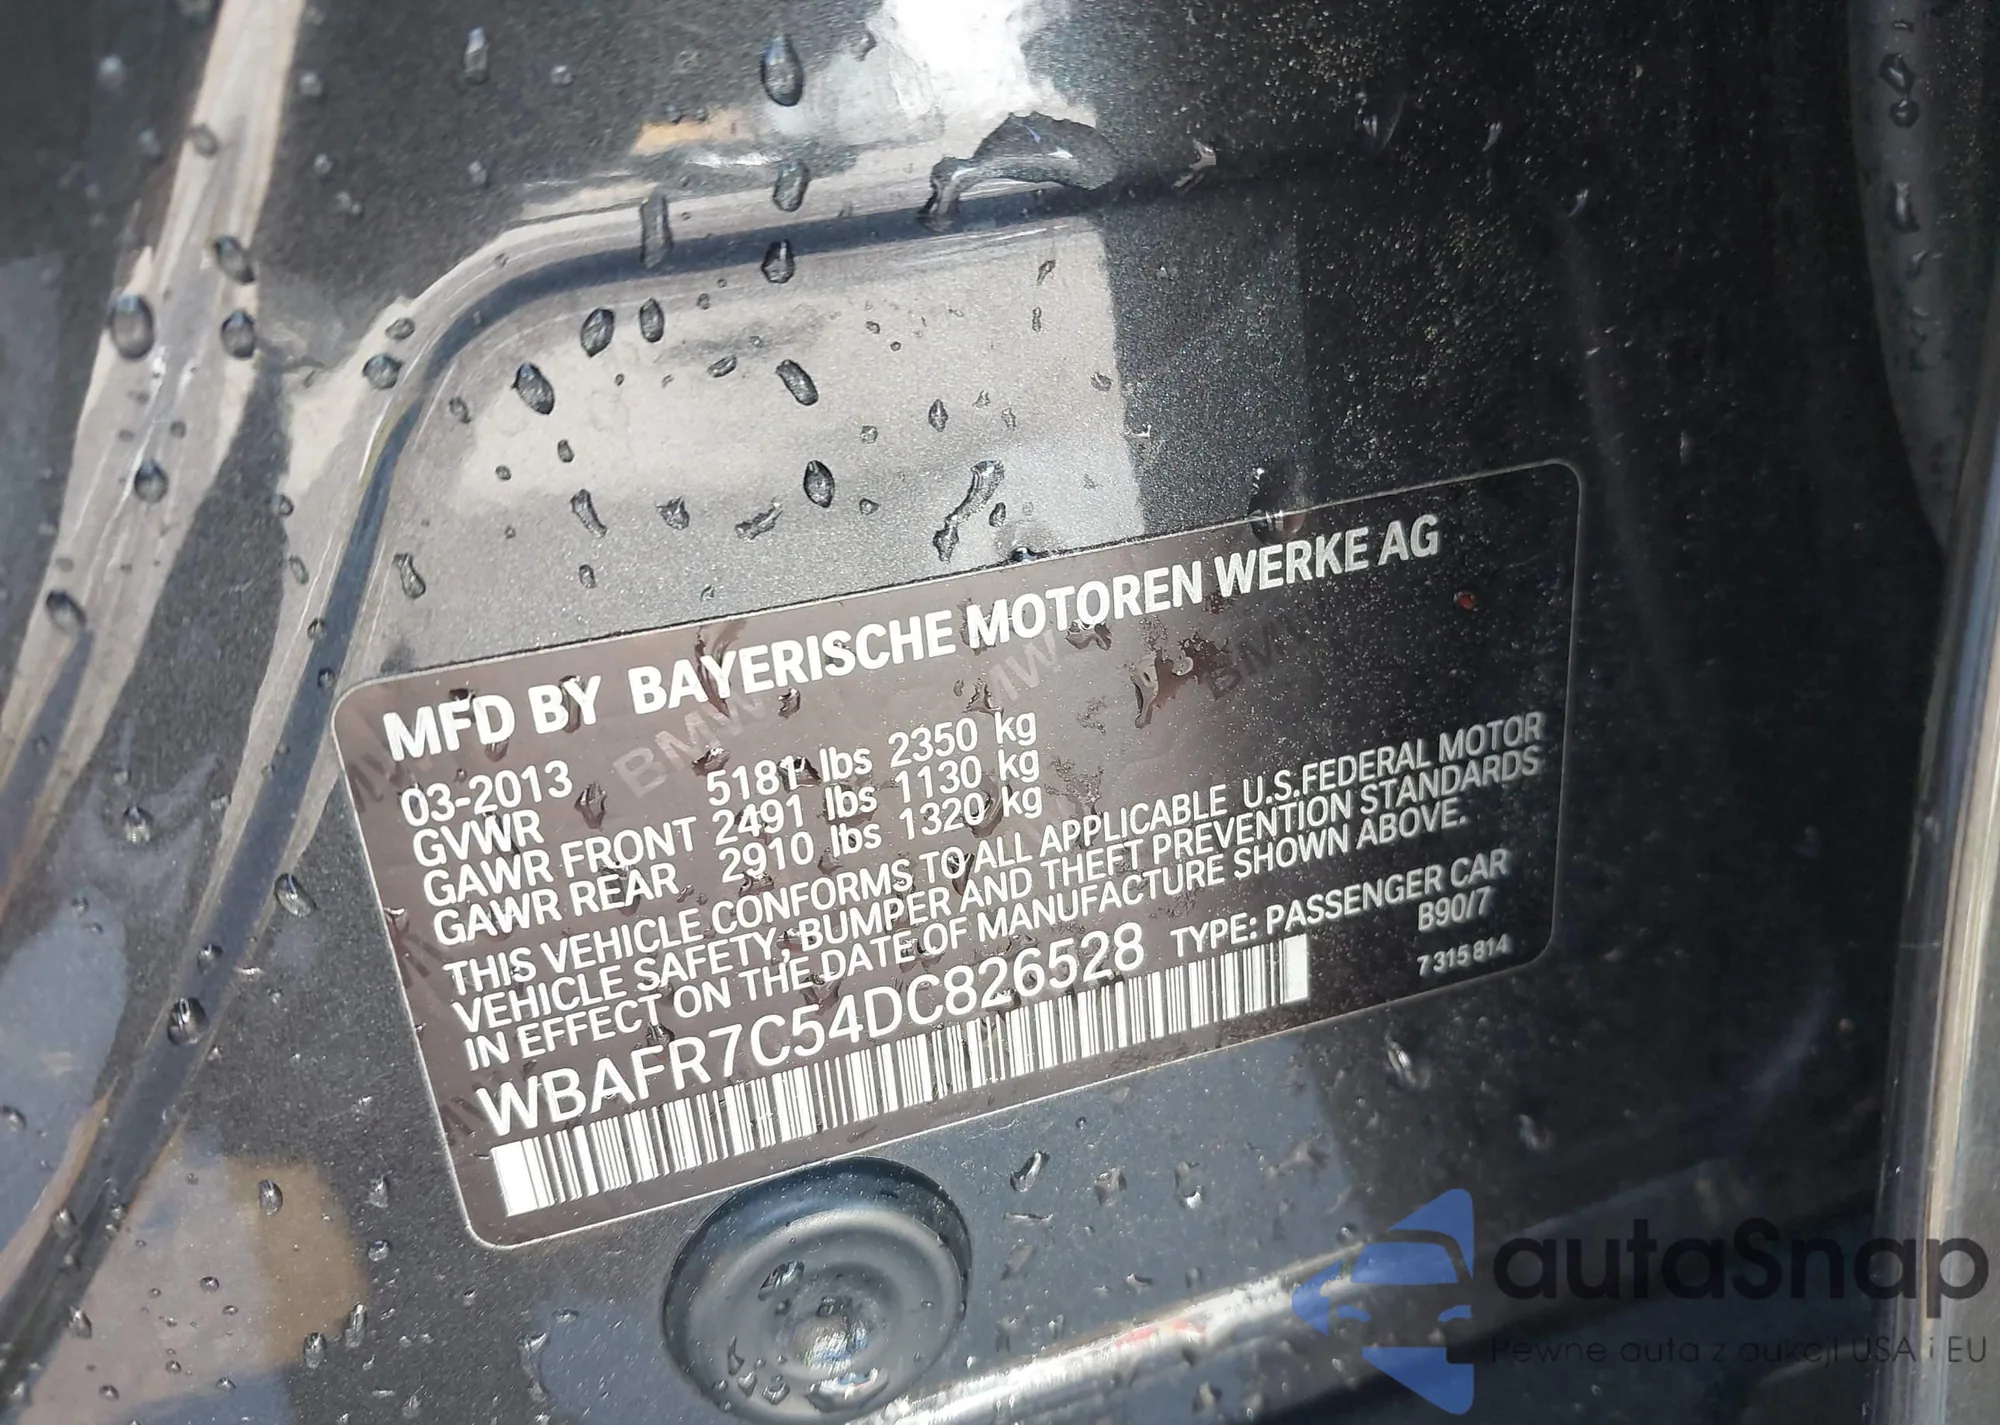 MFD BY BAYERISCHE MOTOREN WERKE AG
03-2013
GVWR 5181 lbs 2350 kg
GAWR FRONT 2491 lbs 1130 kg
GAWR REAR 2910 lbs 1320 kg
THIS VEHICLE CONFORMS TO ALL APPLICABLE U.S.FEDERAL MOTOR
VEHICLE SAFETY, BUMPER AND THEFT PREVENTION STANDARDS
IN EFFECT ON THE DATE OF MANUFACTURE SHOWN ABOVE.
WBAFR7C54DC826528 TYPE: PASSENGER CAR
B90/7
7 315 814
BMW
BMW
autaSnap
Pewne auta z aukcji USA i EU